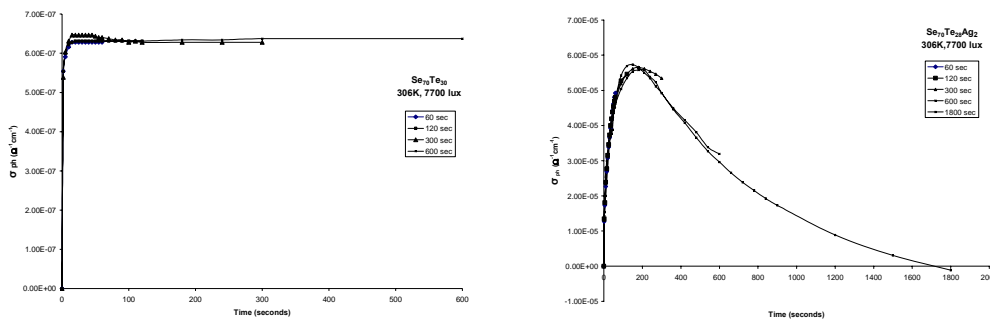 7.00E-07
6.00E-07
5.00E-07
4.00E-07
3.00E-07
2.00E-07
1.00E-07
0.00E+00
σ ph (Ω⁻¹cm⁻¹)
0 100 200 300 400 500 600
Time (seconds)
Se₇₀Te₃₀
306K, 7700 lux
60 sec
120 sec
300 sec
600 sec
7.00E-05
6.00E-05
5.00E-05
4.00E-05
3.00E-05
2.00E-05
1.00E-05
0.00E+00
-1.00E-05
σ ph (Ω⁻¹cm⁻¹)
0 200 400 600 800 1000 1200 1400 1600 1800
Time (seconds)
Se₇₀Te₂₈Ag₂
306K,7700 lux
60 sec
120 sec
300 sec
600 sec
1800 sec